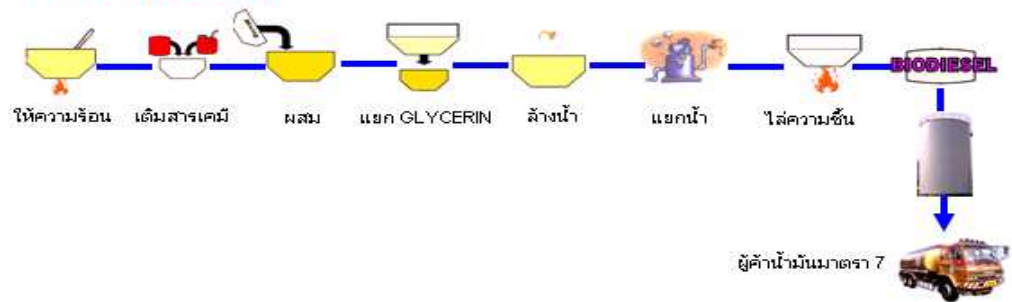 BIODIESEL
ให้ความร้อน เติมสารเคมี ผสม แยก GLYCERIN ล้างน้ำ แยกน้ำ ไล่ความชื้น
ผู้ค้าน้ำมันมาตรา 7